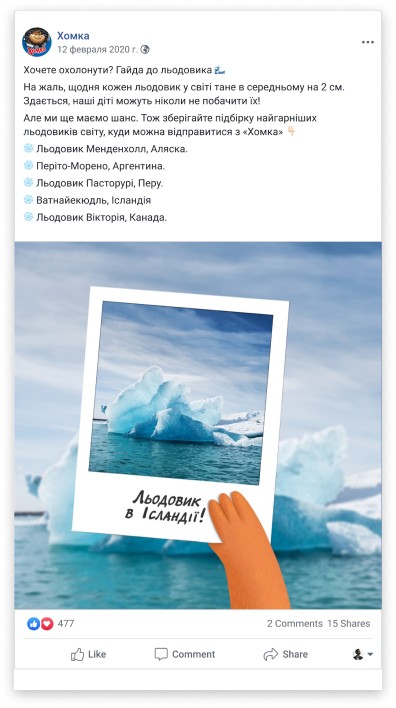 Хомка
12 февраля 2020 г.
Хочете охолонути? Гайда до льодовика
На жаль, щодня кожен льодовик у світі тане в середньому на 2 см.
Здається, наші діти можуть ніколи не побачити їх!
Але ми ще маємо шанс. Тож зберігайте підбірку найгарніших
льодовиків світу, куди можна відправитися з «Хомка»
Льодовик Менденхолл, Аляска.
Періто-Морено, Аргентина.
Льодовик Пасторурі, Перу.
Ватнайекюдль, Ісландія
Льодовик Вікторія, Канада.
Льодовик
в Ісландії!
477
2 Comments 15 Shares
Like Comment Share